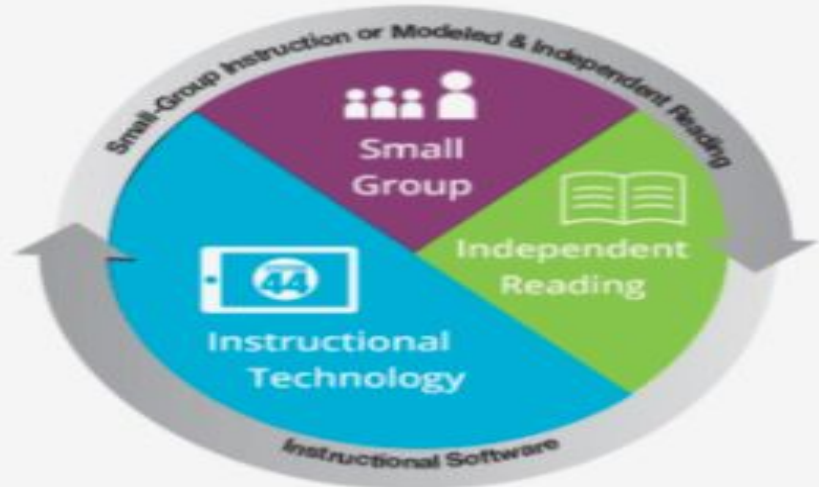 Small-Group Instruction or Modeled & Independent Reading
Small
Group
Independent
Reading
44
Instructional
Technology
Instructional Software